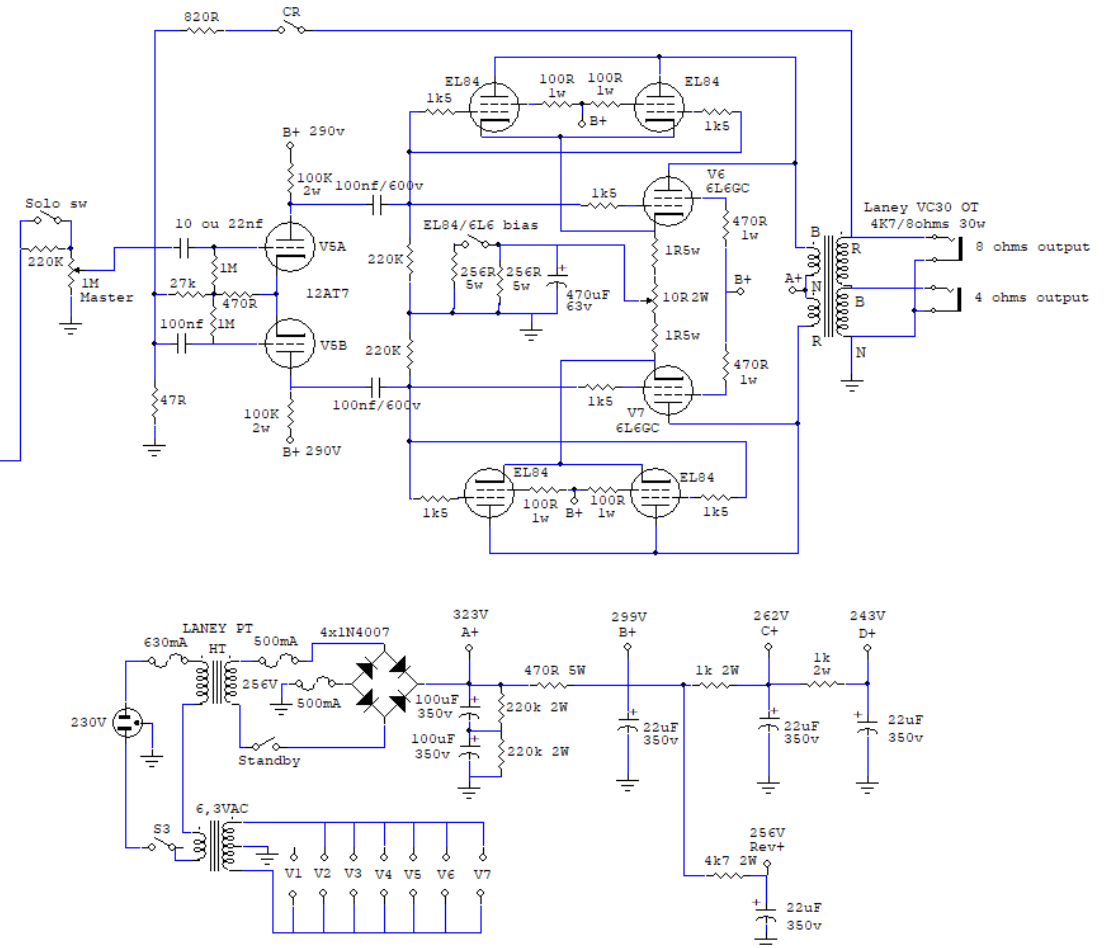 820R
CR
EL84
100R
1w
100R
1w
EL84
1k5
B+
1k5
B+ 290v
100K
2w
100nf/600v
V6
6L6GC
1k5
Solo sw
220K
1M
Master
10 ou 22nf
V5A
1M
27k
470R
12AT7
1M
100nf
V5B
EL84/6L6 bias
220K
256R
5w
256R
5w
470uF
63v
1R5w
10R2W
1R5w
470R
1w
B+
470R
1w
Laney VC30 OT
4K7/8ohms 30w
B
R
A+
N
B
R
N
8 ohms output
4 ohms output
220K
47R
100K
2w
B+ 290V
100nf/600v
1k5
V7
6L6GC
EL84
EL84
1k5
100R
1w
B+
100R
1w
1k5
LANEY PT
630mA
HT
500mA
4x1N4007
256V
500mA
230V
Standby
323V
A+
470R 5W
100uF
350v
220k 2W
100uF
350v
220k 2W
299V
B+
22uF
350v
1k 2W
262V
C+
22uF
350v
1k
2w
243V
D+
22uF
350v
256V
Rev+
4k7 2W
22uF
350v
6,3VAC
S3
V1 V2 V3 V4 V5 V6 V7